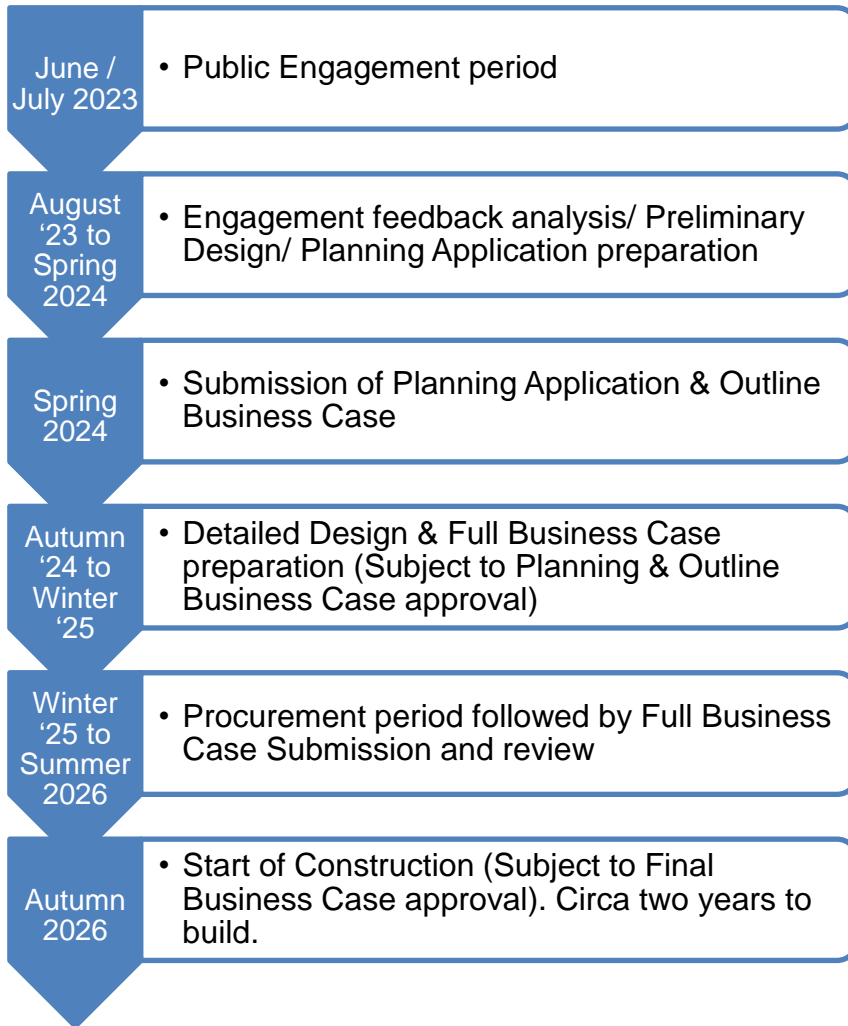 June /
July 2023
• Public Engagement period
August
‘23 to
Spring
2024
• Engagement feedback analysis/ Preliminary
Design/ Planning Application preparation
Spring
2024
• Submission of Planning Application & Outline
Business Case
Autumn
‘24 to
Winter
‘25
• Detailed Design & Full Business Case
preparation (Subject to Planning & Outline
Business Case approval)
Winter
‘25 to
Summer
2026
• Procurement period followed by Full Business
Case Submission and review
Autumn
2026
• Start of Construction (Subject to Final
Business Case approval). Circa two years to
build.